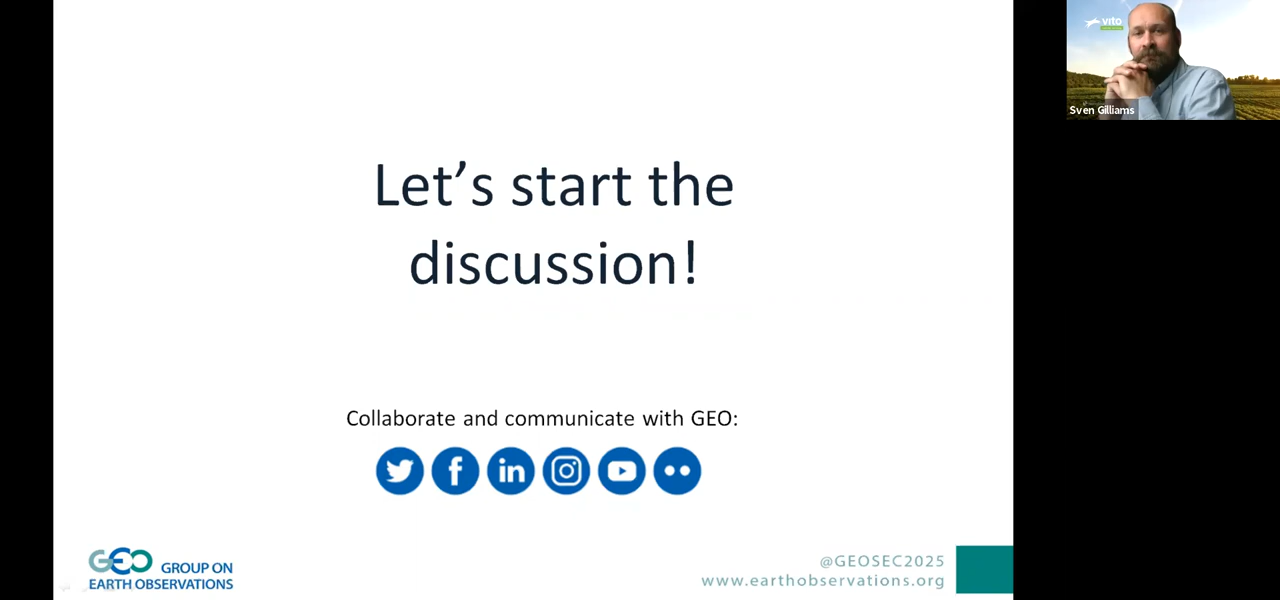 vito
Sven Gilliams
Let's start the
discussion!
Collaborate and communicate with GEO:
GEO GROUP ON
EARTH OBSERVATIONS
@GEOSEC2025
www.earthobservations.org